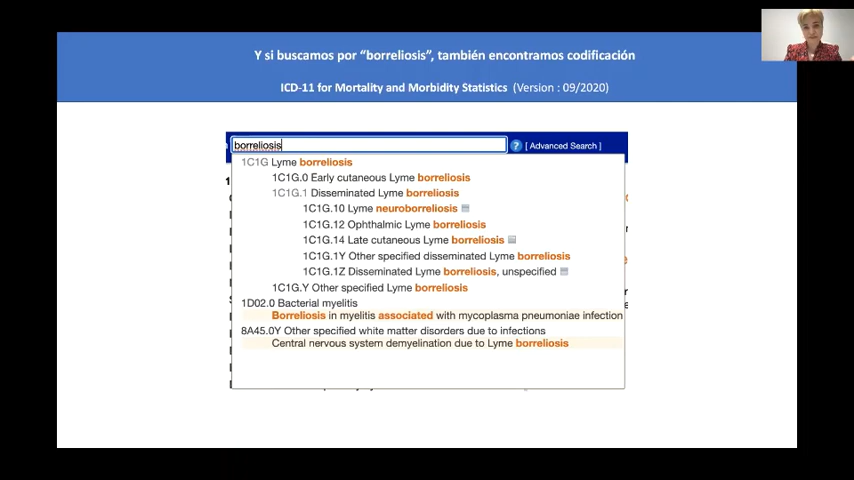 Y si buscamos por “borreliosis”, también encontramos codificación
ICD-11 for Mortality and Morbidity Statistics (Version : 09/2020)
borreliosis
? [ Advanced Search ]
1C1G Lyme borreliosis
1C1G.0 Early cutaneous Lyme borreliosis
1C1G.1 Disseminated Lyme borreliosis
1C1G.10 Lyme neuroborreliosis
1C1G.12 Ophthalmic Lyme borreliosis
1C1G.14 Late cutaneous Lyme borreliosis
1C1G.1Y Other specified disseminated Lyme borreliosis
1C1G.1Z Disseminated Lyme borreliosis, unspecified
1C1G.Y Other specified Lyme borreliosis
1D02.0 Bacterial myelitis
Borreliosis in myelitis associated with mycoplasma pneumoniae infection
8A45.0Y Other specified white matter disorders due to infections
Central nervous system demyelination due to Lyme borreliosis